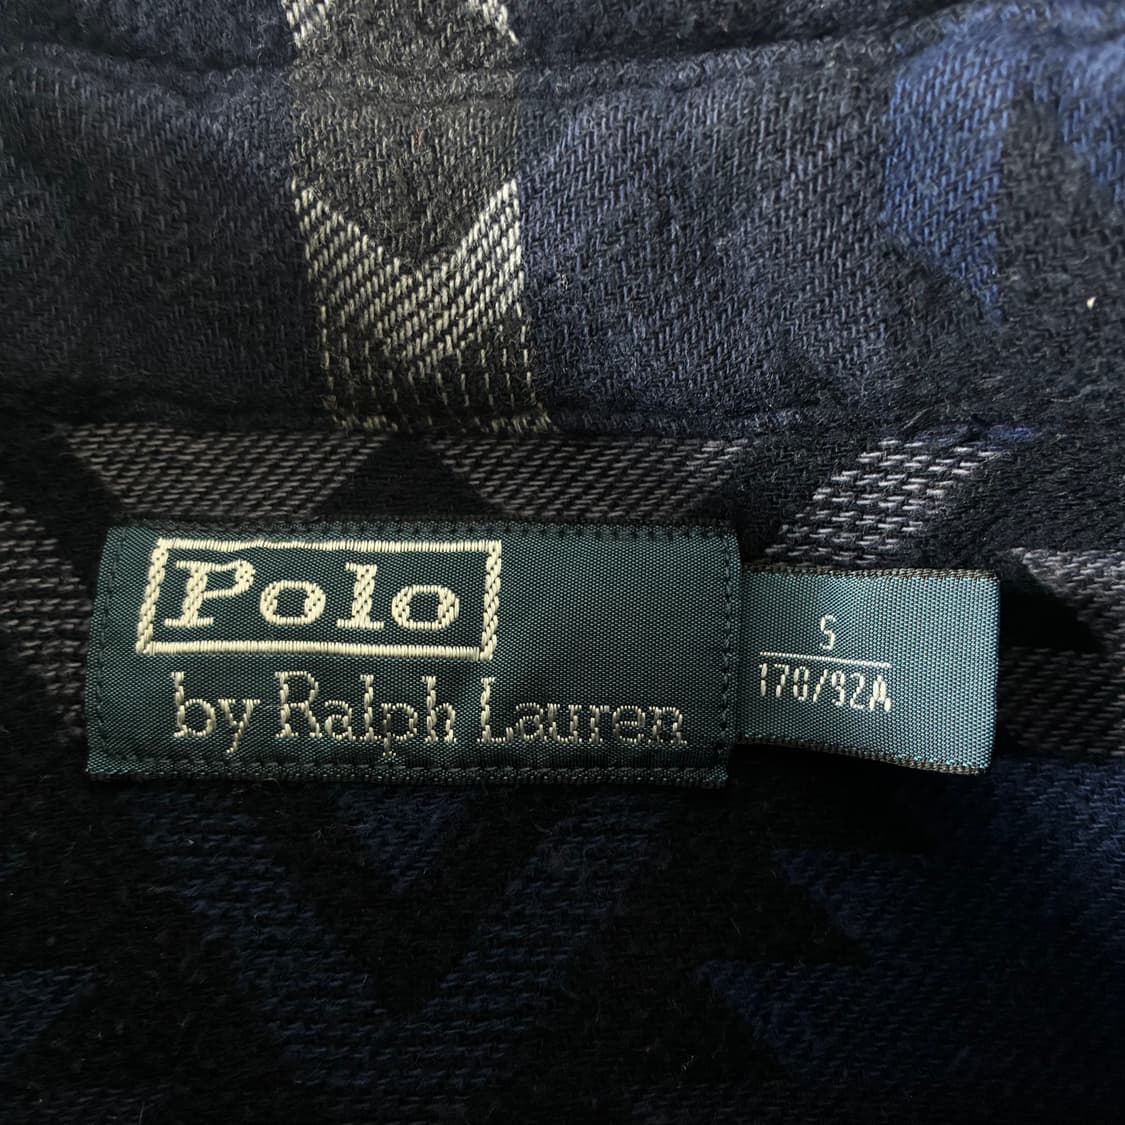 Polo
by Ralph Lauren
S
170/92A